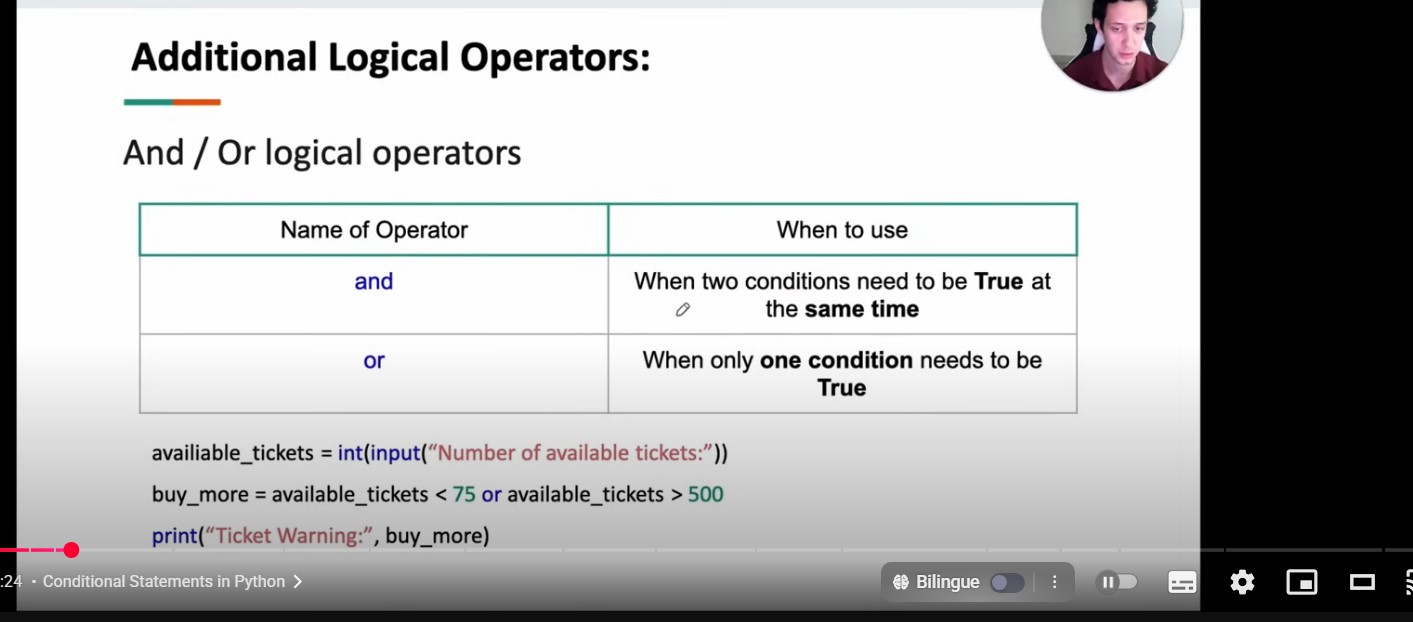 Additional Logical Operators:
And / Or logical operators
Name of Operator
When to use
and
When two conditions need to be True at
the same time
or
When only one condition needs to be
True
availiable_tickets = int(input(“Number of available tickets:”))
buy_more = available_tickets < 75 or available_tickets > 500
print(“Ticket Warning:”, buy_more)
:24 • Conditional Statements in Python >
Bilingue